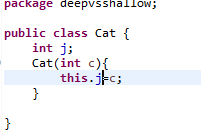 package deepvsshallow;
public class Cat {
int j;
Cat(int c){
this.j=c;
}
}